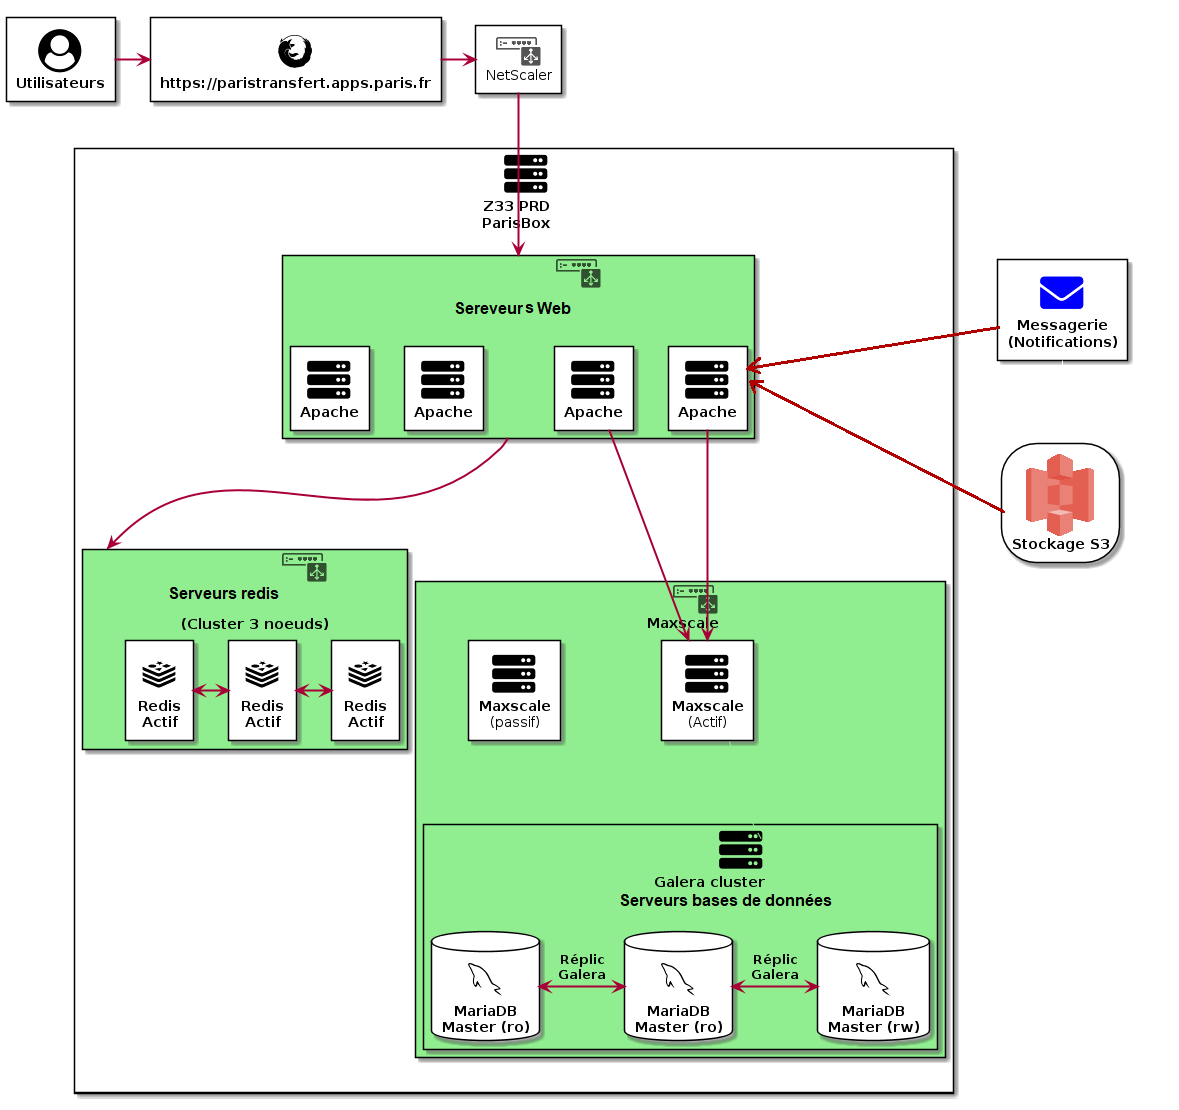 Utilisateurs
https://paristransfert.apps.paris.fr
NetScaler
Z33 PRD
ParisBox
Sereveurs Web
Apache
Apache
Apache
Apache
Messagerie
(Notifications)
Stockage S3
Serveurs redis
(Cluster 3 noeuds)
Redis
Actif
Redis
Actif
Redis
Actif
Maxscale
Maxscale
(passif)
Maxscale
(Actif)
Galera cluster
Serveurs bases de données
Réplic
Galera
Réplic
Galera
MariaDB
Master (ro)
MariaDB
Master (ro)
MariaDB
Master (rw)